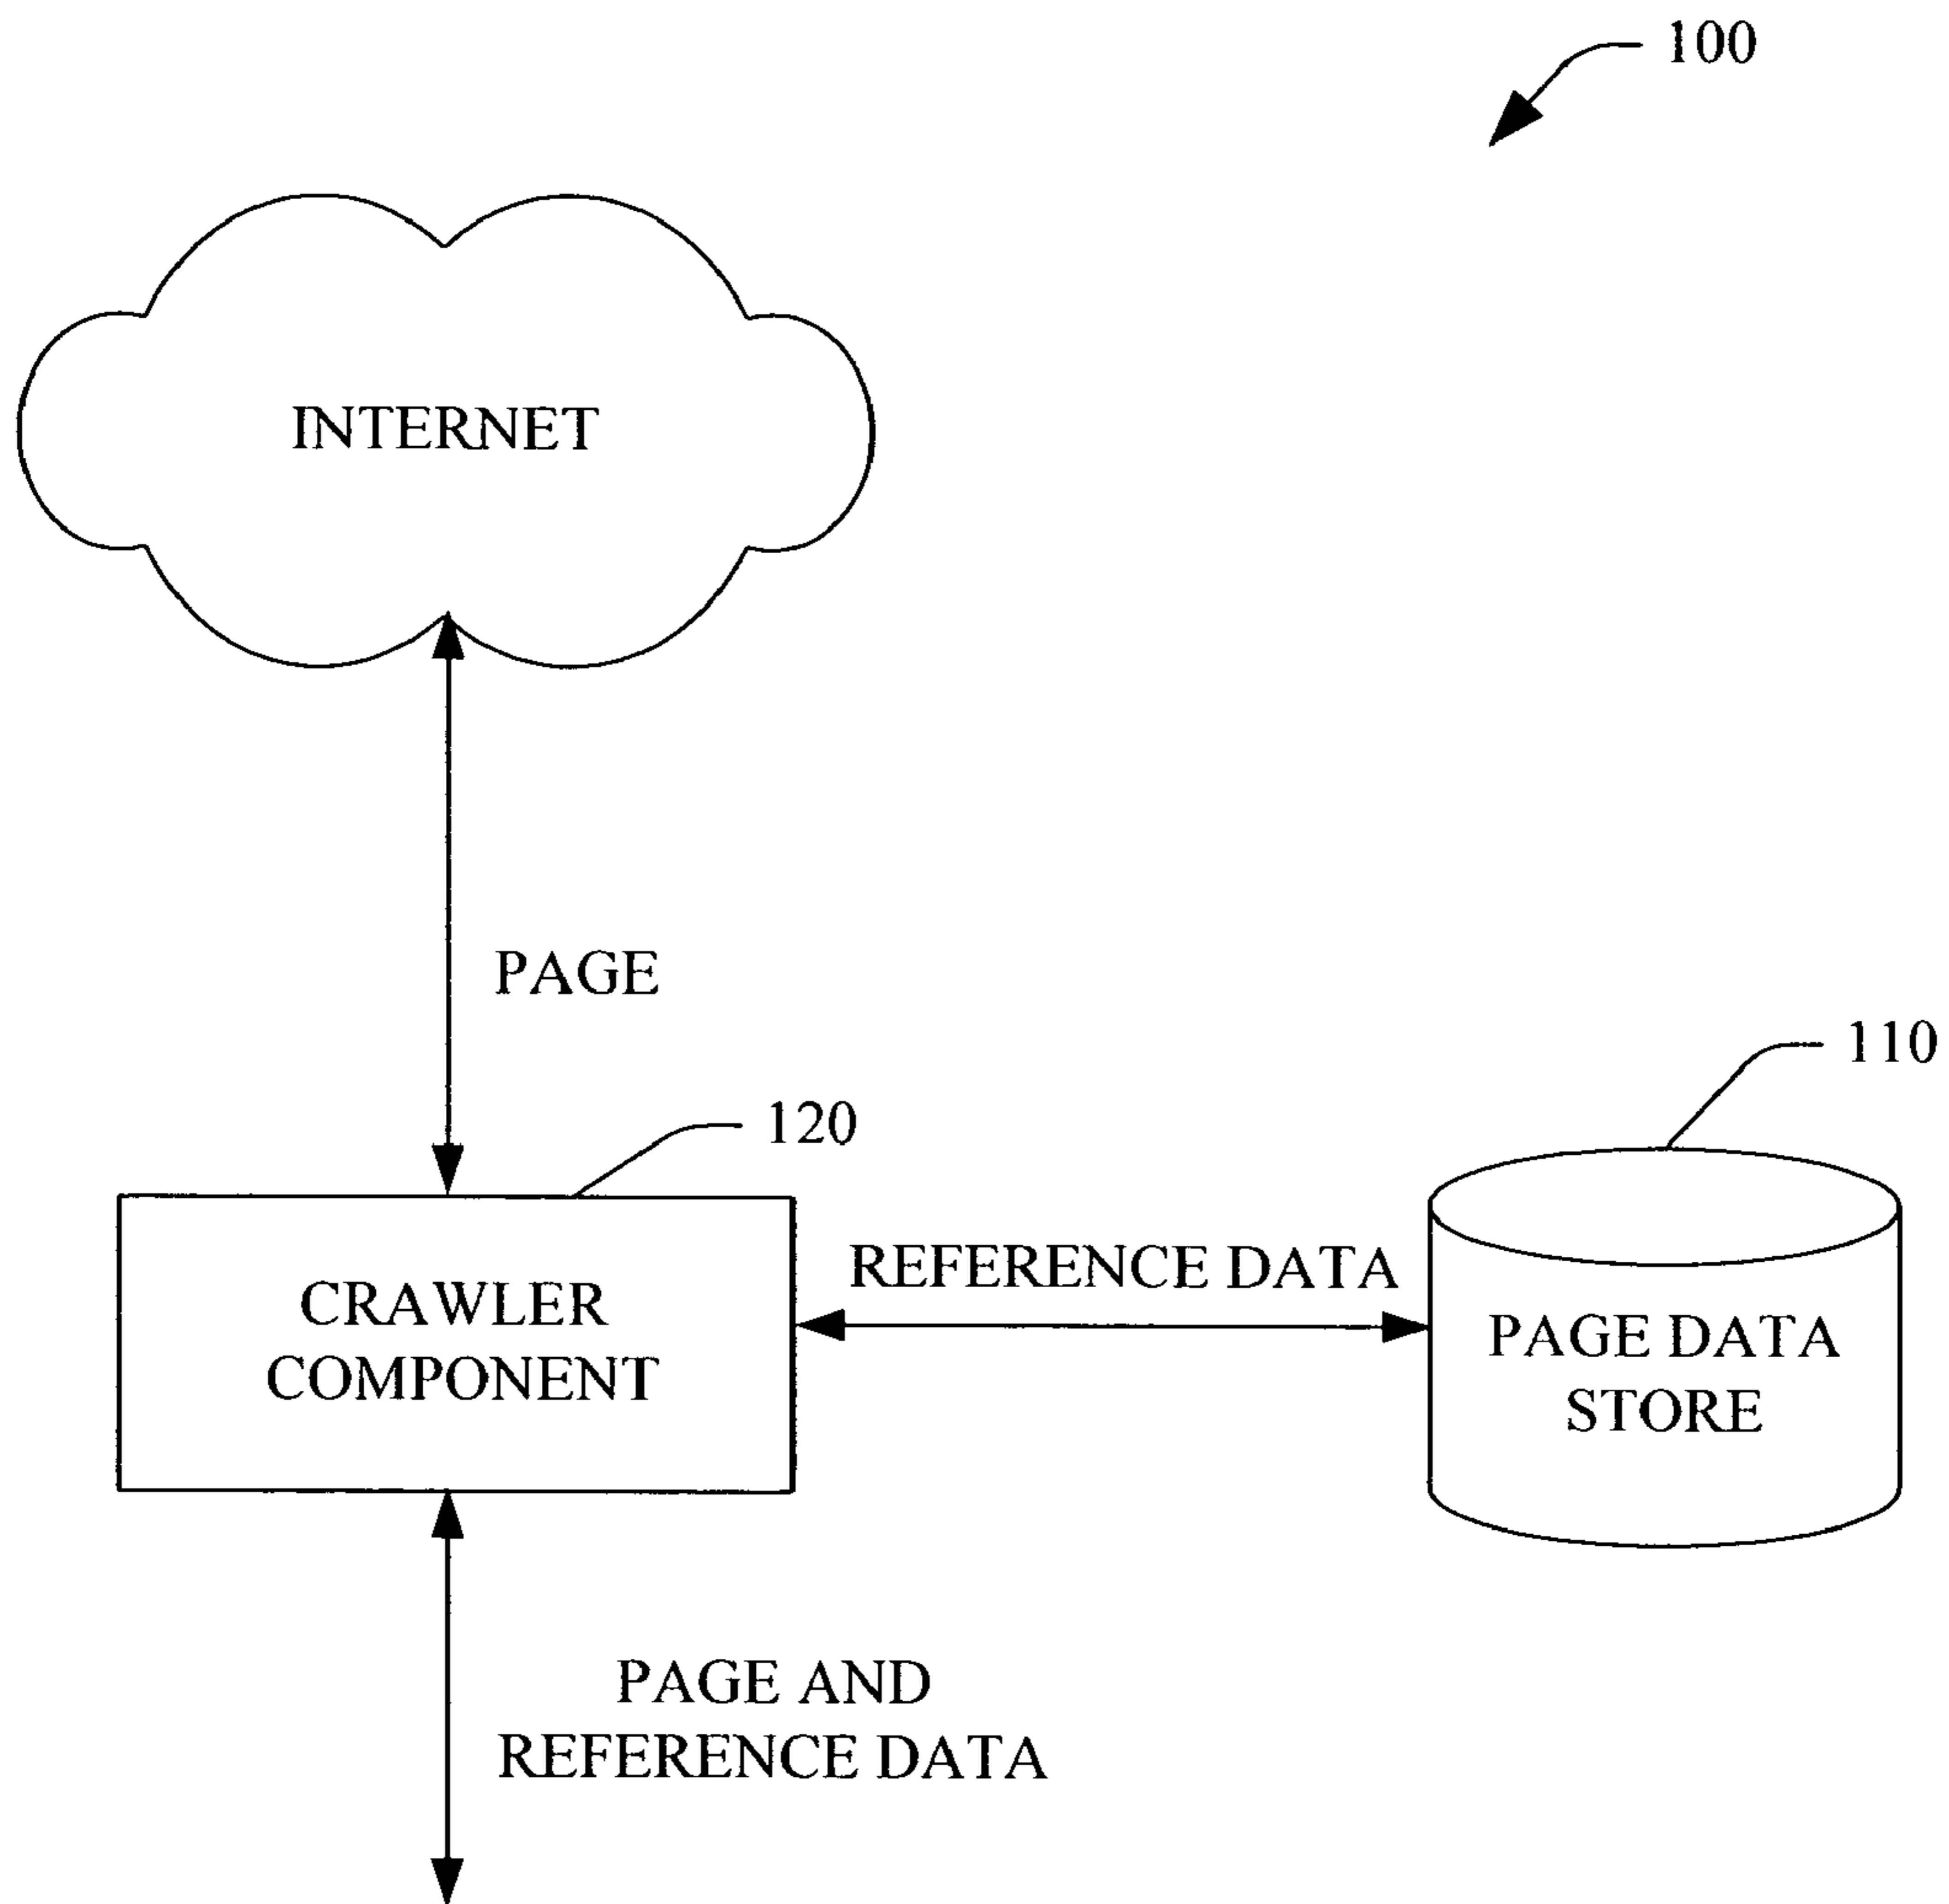 100
INTERNET
PAGE
110
120
REFERENCE DATA
CRAWLER
COMPONENT
PAGE DATA
STORE
PAGE AND
REFERENCE DATA